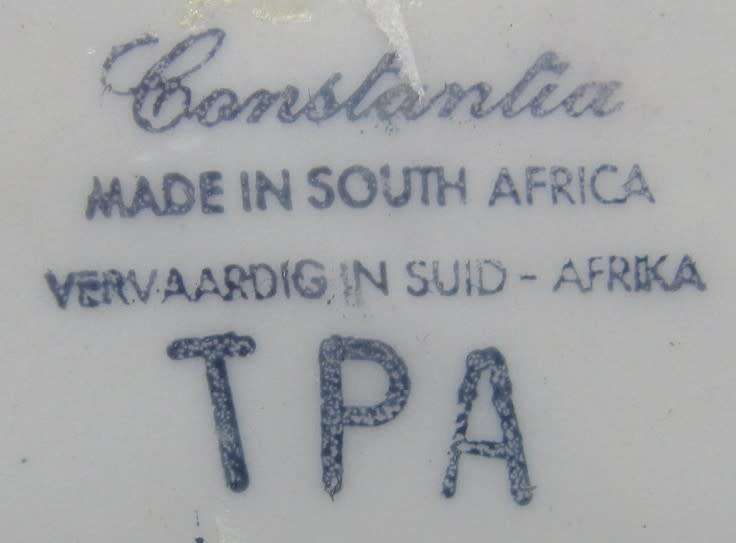 Constantia
MADE IN SOUTH AFRICA
VERVAARDIG IN SUID - AFRIKA
TPA